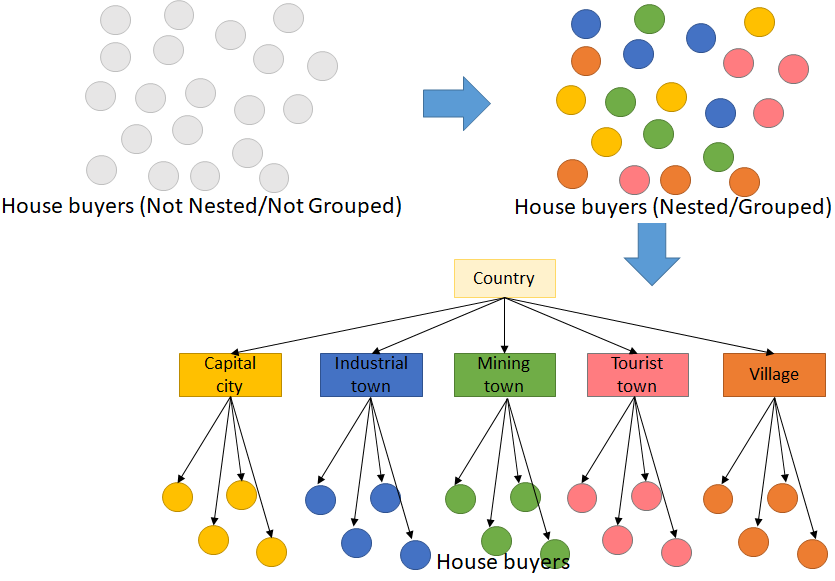 House buyers (Not Nested/Not Grouped)
House buyers (Nested/Grouped)
Country
Capital
city
Industrial
town
Mining
town
Tourist
town
Village
House buyers